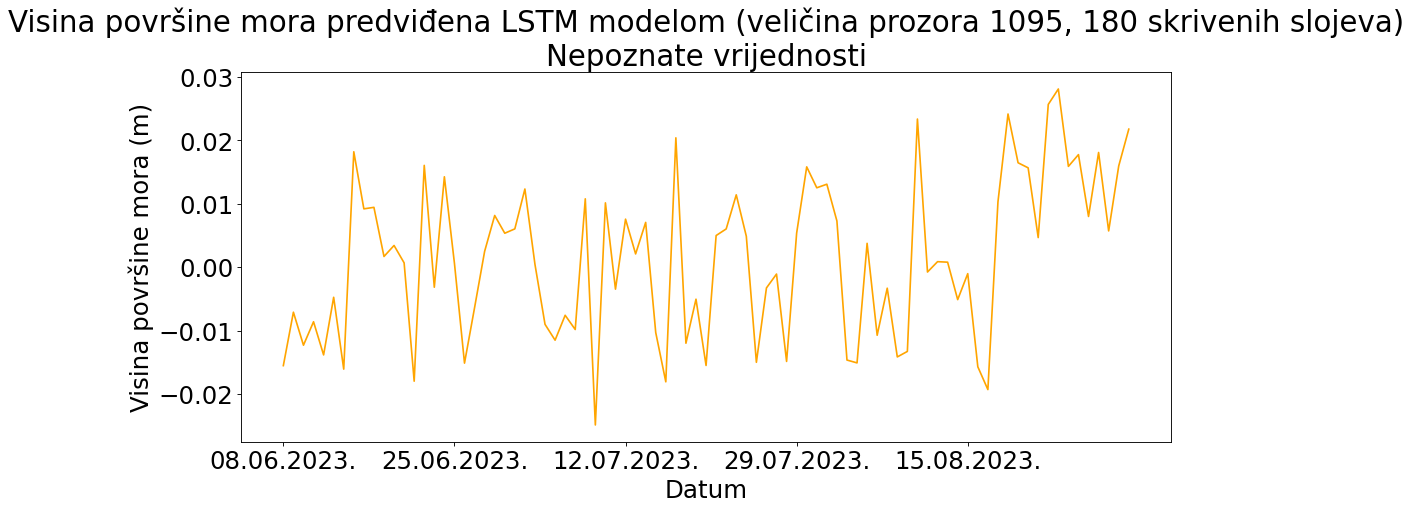 Visina površine mora predviđena LSTM modelom (veličina prozora 1095, 180 skrivenih slojeva)
Nepoznate vrijednosti
Visina površine mora (m)
0.03
0.02
0.01
0.00
−0.01
−0.02
08.06.2023. 25.06.2023. 12.07.2023. 29.07.2023. 15.08.2023.
Datum